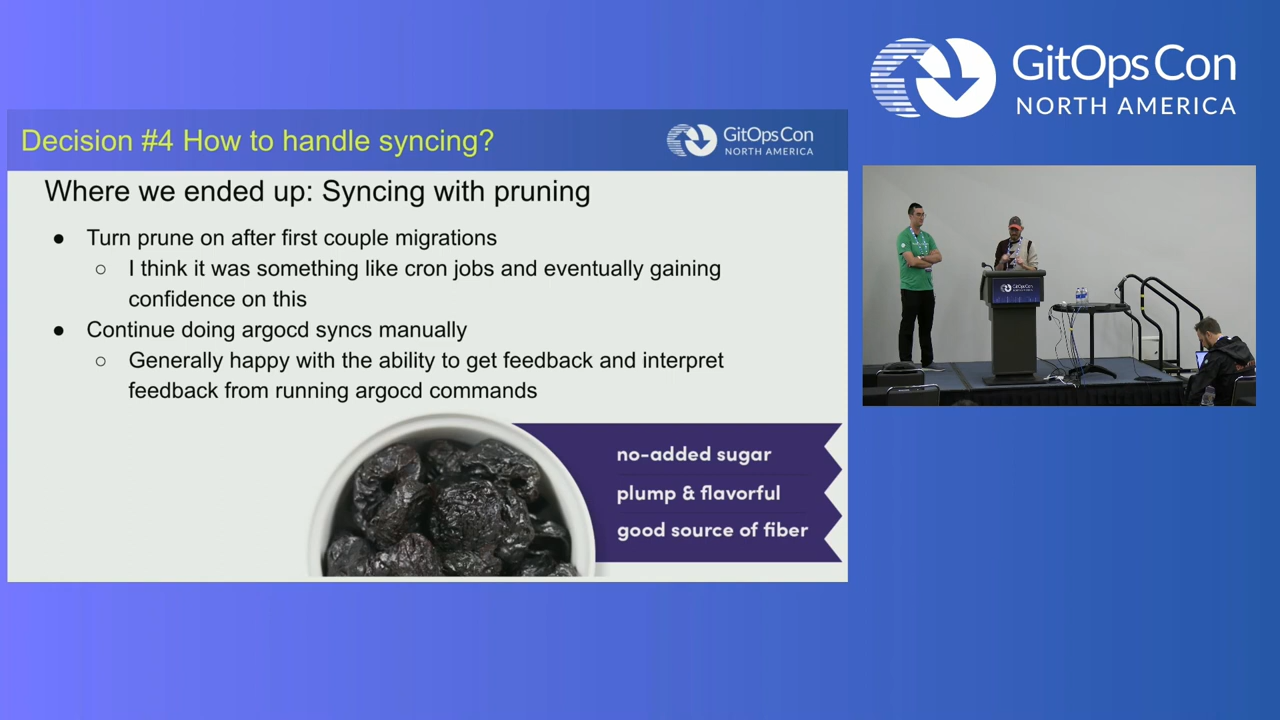 GitOpsCon
NORTH AMERICA
Decision #4 How to handle syncing?
GitOpsCon
NORTH AMERICA
Where we ended up: Syncing with pruning
● Turn prune on after first couple migrations
○ I think it was something like cron jobs and eventually gaining
confidence on this
● Continue doing argocd syncs manually
○ Generally happy with the ability to get feedback and interpret
feedback from running argocd commands
no-added sugar
plump & flavorful
good source of fiber